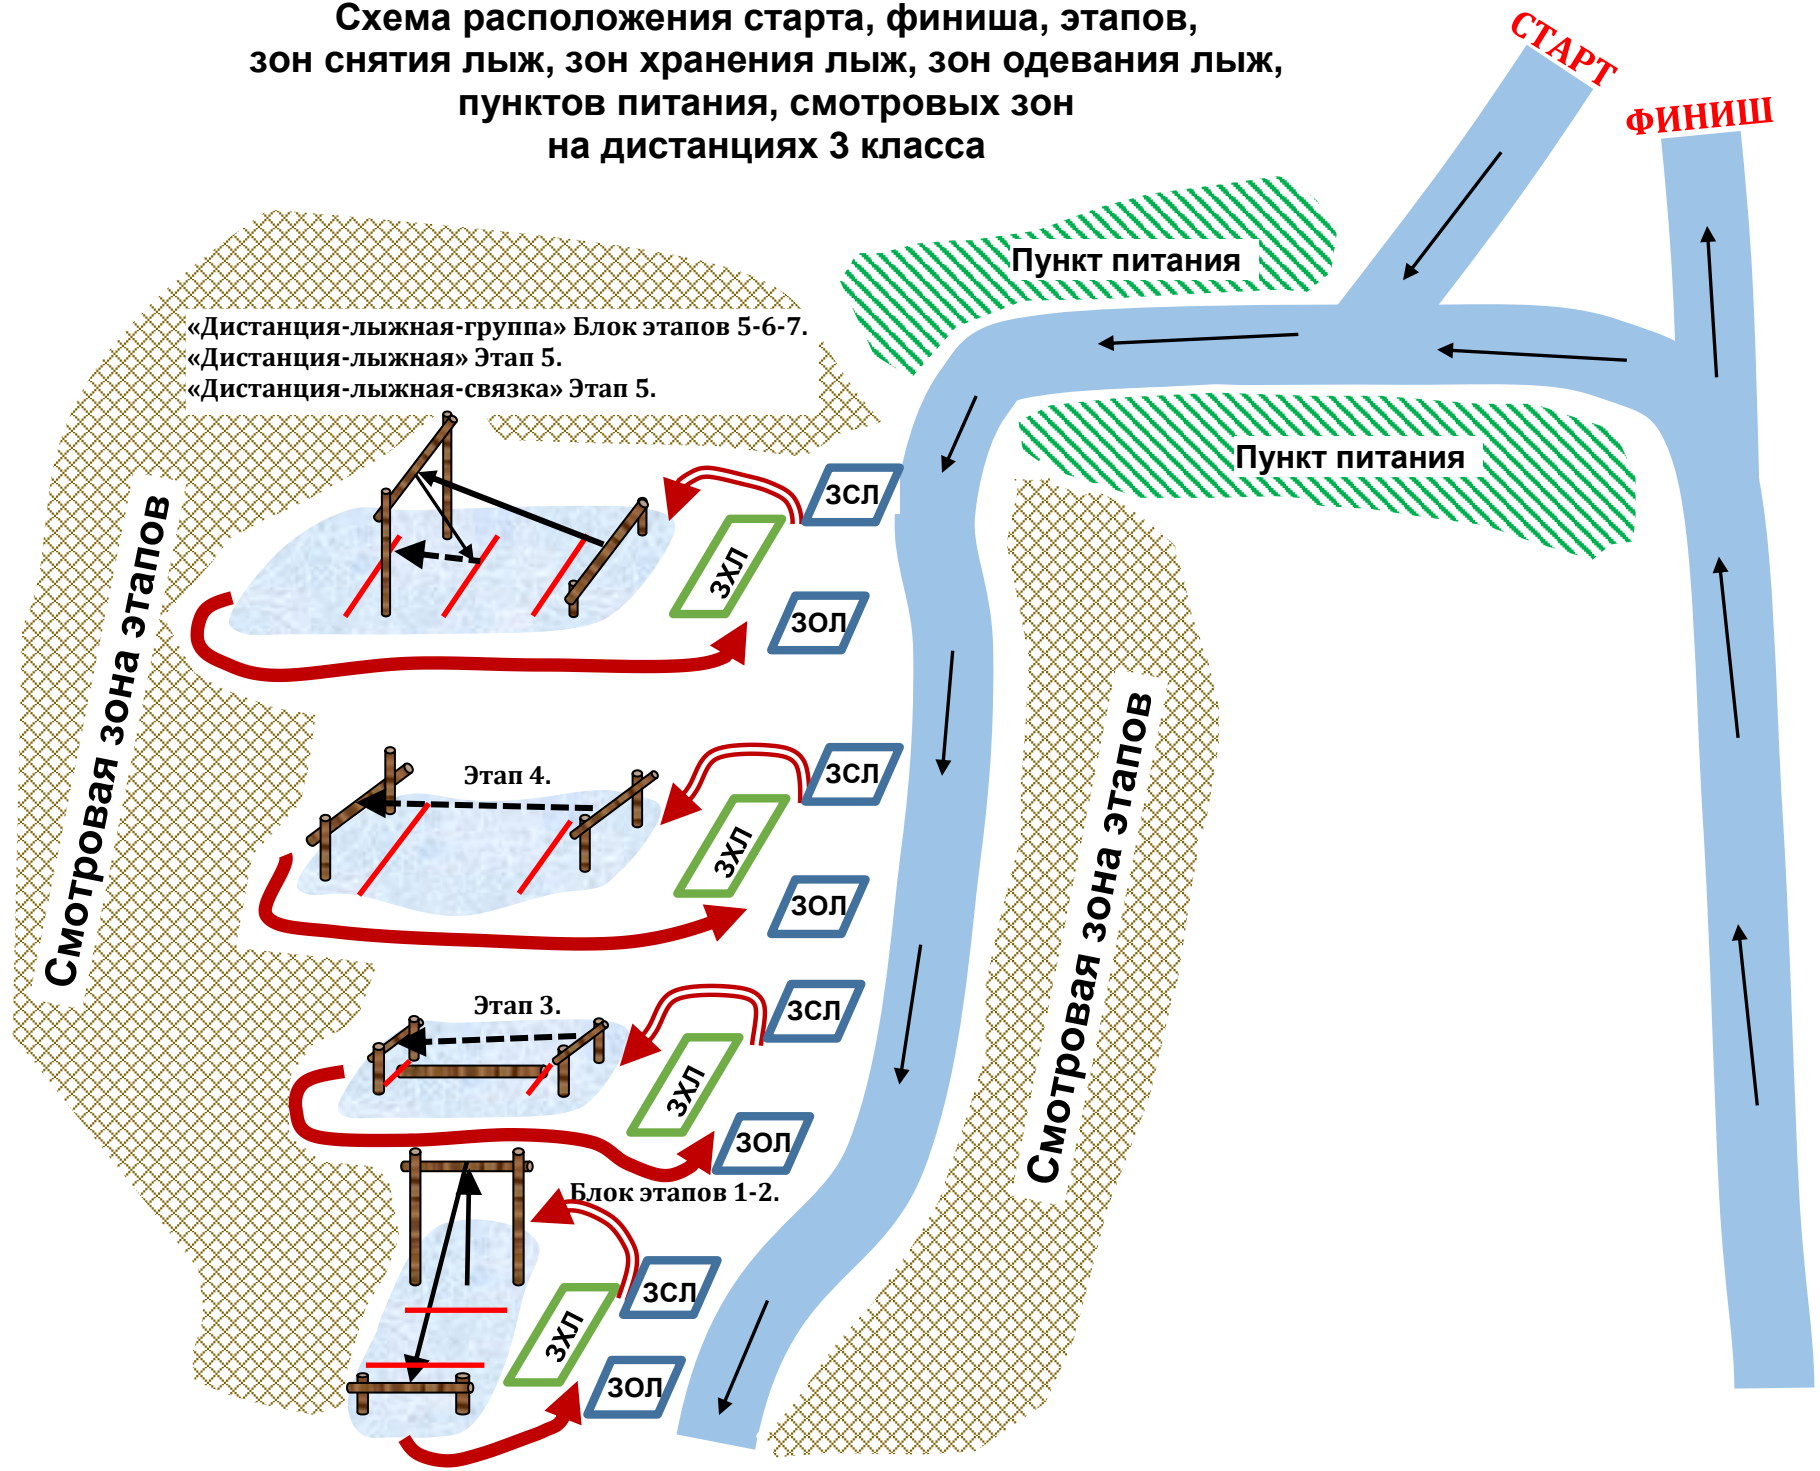 Схема расположения старта, финиша, этапов,
зон снятия лыж, зон хранения лыж, зон одевания лыж,
пунктов питания, смотровых зон
на дистанциях 3 класса
СТАРТ
ФИНИШ
Пункт питания
«Дистанция-лыжная-группа» Блок этапов 5-6-7.
«Дистанция-лыжная» Этап 5.
«Дистанция-лыжная-связка» Этап 5.
Пункт питания
Смотровая зона этапов
ЗСЛ
ЗХЛ
ЗОЛ
Смотровая зона этапов
Этап 4.
ЗСЛ
ЗХЛ
ЗОЛ
Этап 3.
ЗСЛ
ЗХЛ
ЗОЛ
Блок этапов 1-2.
ЗСЛ
ЗХЛ
ЗОЛ